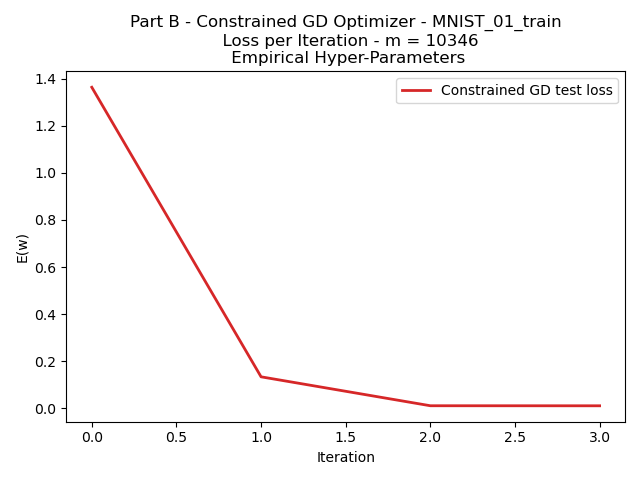 Part B - Constrained GD Optimizer - MNIST_01_train
Loss per Iteration - m = 10346
Empirical Hyper-Parameters
Constrained GD test loss
1.4
1.2
1.0
0.8
0.6
0.4
0.2
0.0
E(w)
0.0 0.5 1.0 1.5 2.0 2.5 3.0
Iteration